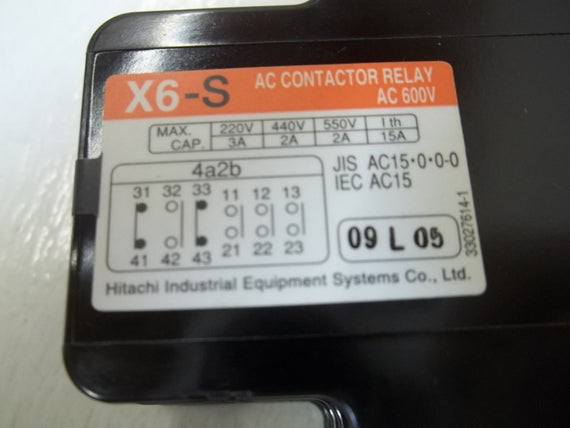 X6-S AC CONTACTOR RELAY
AC 600V
MAX. CAP. 220V 440V 550V I th
3A 2A 2A 15A
4a2b
31 32 33 11 12 13
41 42 43 21 22 23
JIS AC15·0·0-0
IEC AC15
09 L 05
33027614-1
Hitachi Industrial Equipment Systems Co., Ltd.